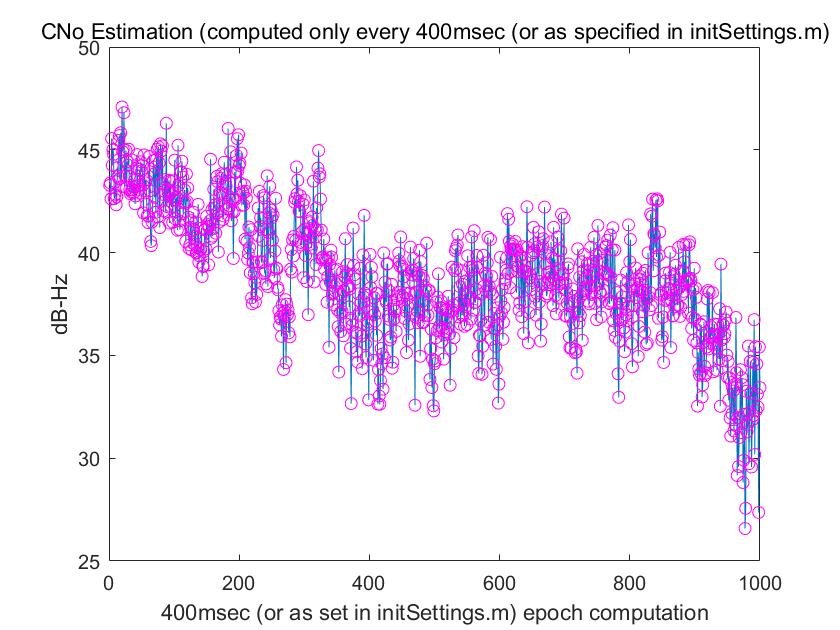 CNo Estimation (computed only every 400msec (or as specified in initSettings.m)
50
45
40
35
30
25
dB-Hz
0 200 400 600 800 1000
400msec (or as set in initSettings.m) epoch computation